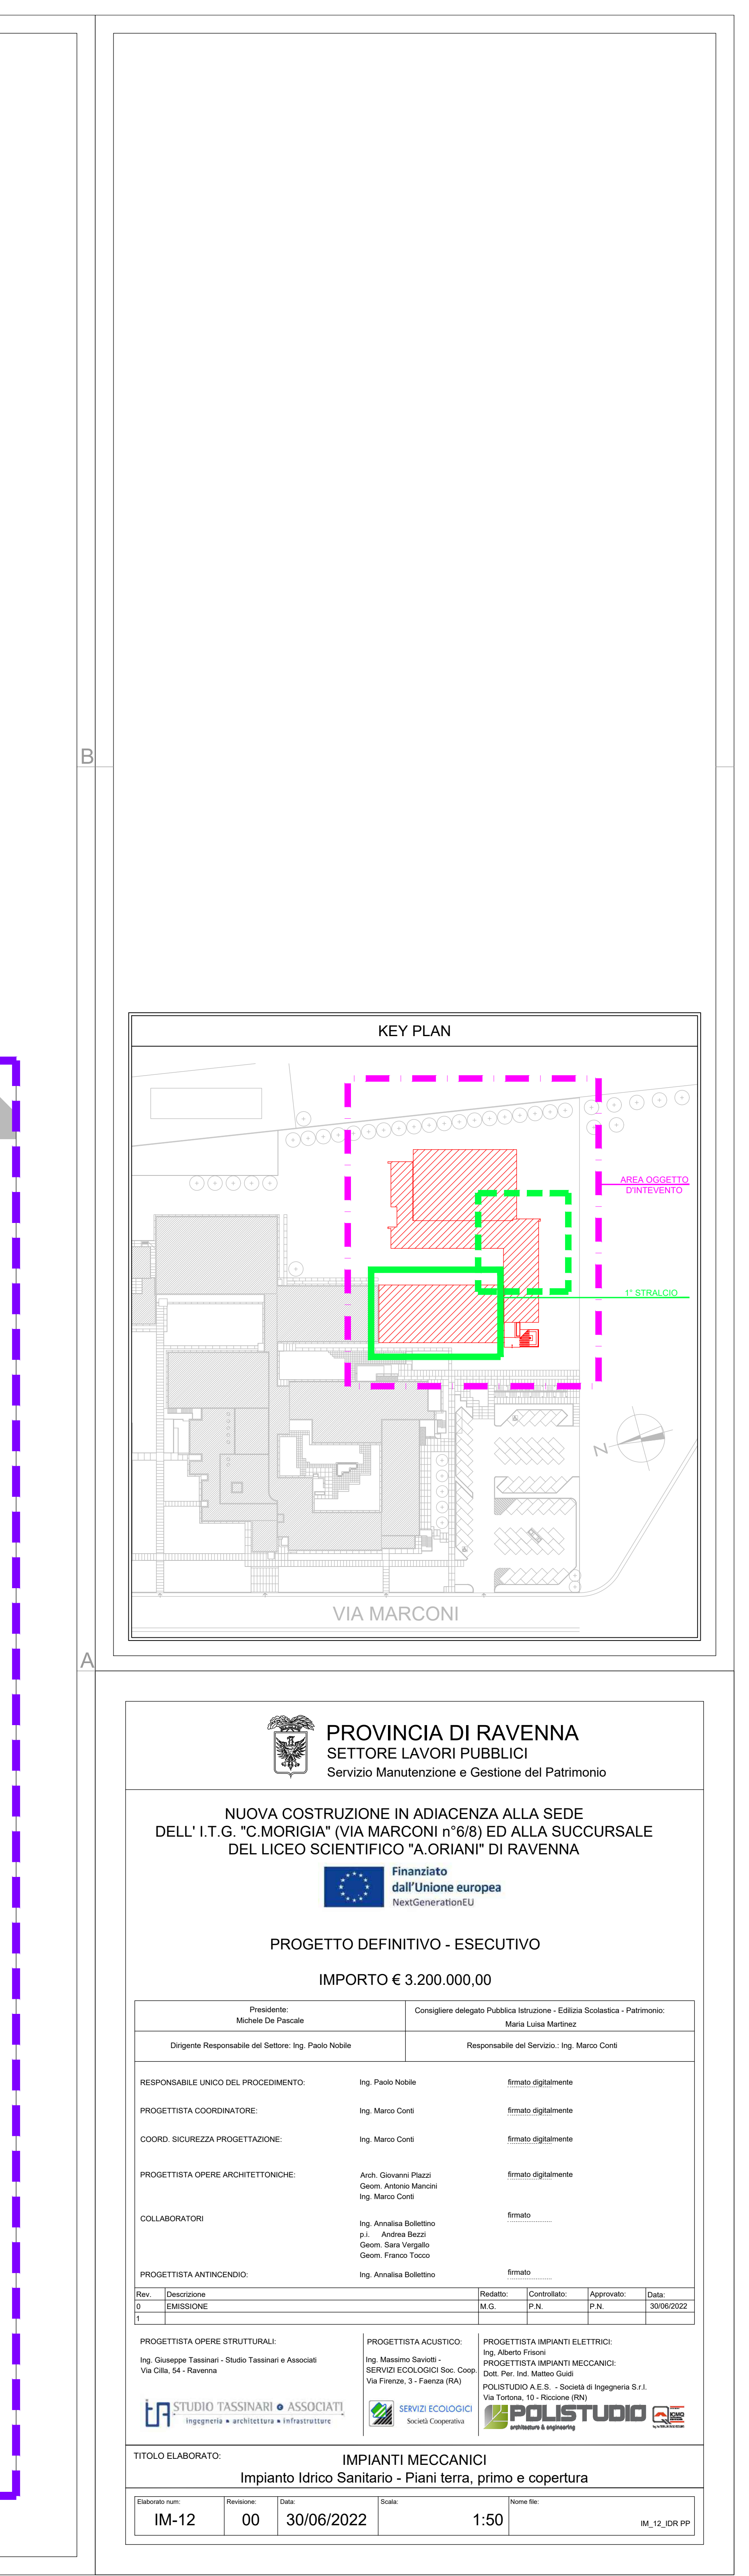 B
KEY PLAN
AREA OGGETTO
D'INTEVENTO
1° STRALCIO
N
VIA MARCONI
A
PROVINCIA DI RAVENNA
SETTORE LAVORI PUBBLICI
Servizio Manutenzione e Gestione del Patrimonio
NUOVA COSTRUZIONE IN ADIACENZA ALLA SEDE
DELL' I.T.G. "C.MORIGIA" (VIA MARCONI n°6/8) ED ALLA SUCCURSALE
DEL LICEO SCIENTIFICO "A.ORIANI" DI RAVENNA
Finanziato
dall'Unione europea
NextGenerationEU
PROGETTO DEFINITIVO - ESECUTIVO
IMPORTO € 3.200.000,00
Presidente:
Michele De Pascale
Consigliere delegato Pubblica Istruzione - Edilizia Scolastica - Patrimonio:
Maria Luisa Martinez
Dirigente Responsabile del Settore: Ing. Paolo Nobile
Responsabile del Servizio.: Ing. Marco Conti
RESPONSABILE UNICO DEL PROCEDIMENTO: Ing. Paolo Nobile firmato digitalmente
PROGETTISTA COORDINATORE: Ing. Marco Conti firmato digitalmente
COORD. SICUREZZA PROGETTAZIONE: Ing. Marco Conti firmato digitalmente
PROGETTISTA OPERE ARCHITETTONICHE: Arch. Giovanni Plazzi firmato digitalmente
Geom. Antonio Mancini
Ing. Marco Conti
COLLABORATORI firmato
Ing. Annalisa Bollettino
p.i. Andrea Bezzi
Geom. Sara Vergallo
Geom. Franco Tocco
PROGETTISTA ANTINCENDIO: Ing. Annalisa Bollettino firmato
Rev. Descrizione Redatto: Controllato: Approvato: Data:
0 EMISSIONE M.G. P.N. P.N. 30/06/2022
1
PROGETTISTA OPERE STRUTTURALI:
Ing. Giuseppe Tassinari - Studio Tassinari e Associati
Via Cilla, 54 - Ravenna
STUDIO TASSINARI e ASSOCIATI
ingegneria • architettura • infrastrutture
PROGETTISTA ACUSTICO:
Ing. Massimo Saviotti -
SERVIZI ECOLOGICI Soc. Coop.
Via Firenze, 3 - Faenza (RA)
SERVIZI ECOLOGICI
Società Cooperativa
PROGETTISTA IMPIANTI ELETTRICI:
Ing, Alberto Frisoni
PROGETTISTA IMPIANTI MECCANICI:
Dott. Per. Ind. Matteo Guidi
POLISTUDIO A.E.S. - Società di Ingegneria S.r.l.
Via Tortona, 10 - Riccione (RN)
POLISTUDIO
architecture & engineering
ICMQ
TITOLO ELABORATO:
IMPIANTI MECCANICI
Impianto Idrico Sanitario - Piani terra, primo e copertura
Elaborato num: Revisione: Data: Scala: Nome file:
IM-12 00 30/06/2022 1:50 IM_12_IDR PP